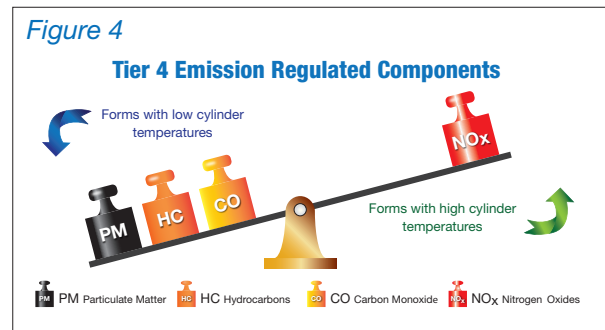 Figure 4
Tier 4 Emission Regulated Components
Forms with low cylinder
temperatures
NOx
PM
HC
CO
Forms with high cylinder
temperatures
PM PM Particulate Matter HC HC Hydrocarbons CO CO Carbon Monoxide NOx NOx Nitrogen Oxides